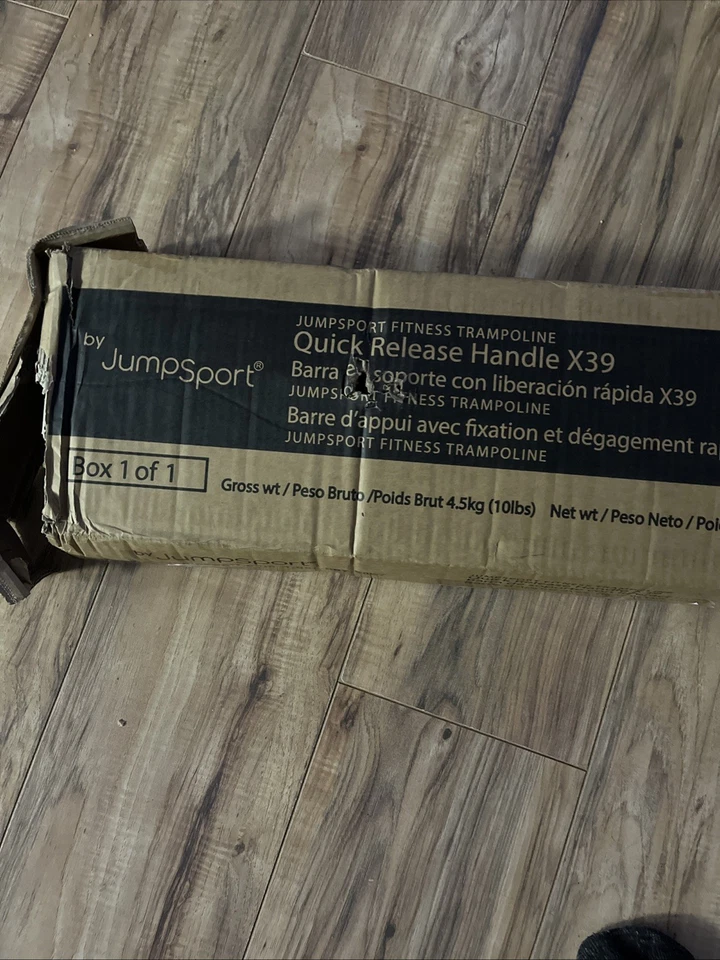 by
JumpSport®
JUMPSPORT FITNESS TRAMPOLINE
Quick Release Handle X39
Barra soporte con liberación rápida X39
JUMPSPORT FITNESS TRAMPOLINE
Barre d'appui avec fixation et dégagement
JUMPSPORT FITNESS TRAMPOLINE
Box 1 of 1
Gross wt / Peso Bruto /Poids Brut 4.5kg (10lbs) Net wt / Peso Neto /
by JumpSport